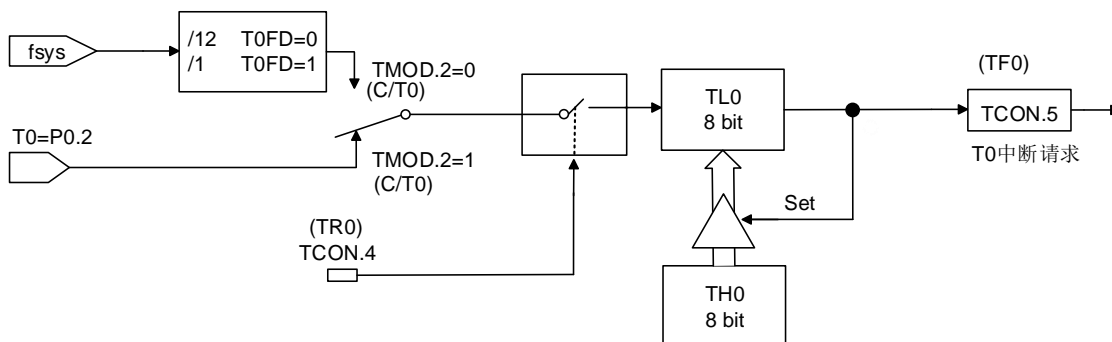 fsys
/12 T0FD=0
/1 T0FD=1
TMOD.2=0
(C/T0)
T0=P0.2
TMOD.2=1
(C/T0)
(TR0)
TCON.4
TL0
8 bit
Set
TH0
8 bit
(TF0)
TCON.5
T0中断请求